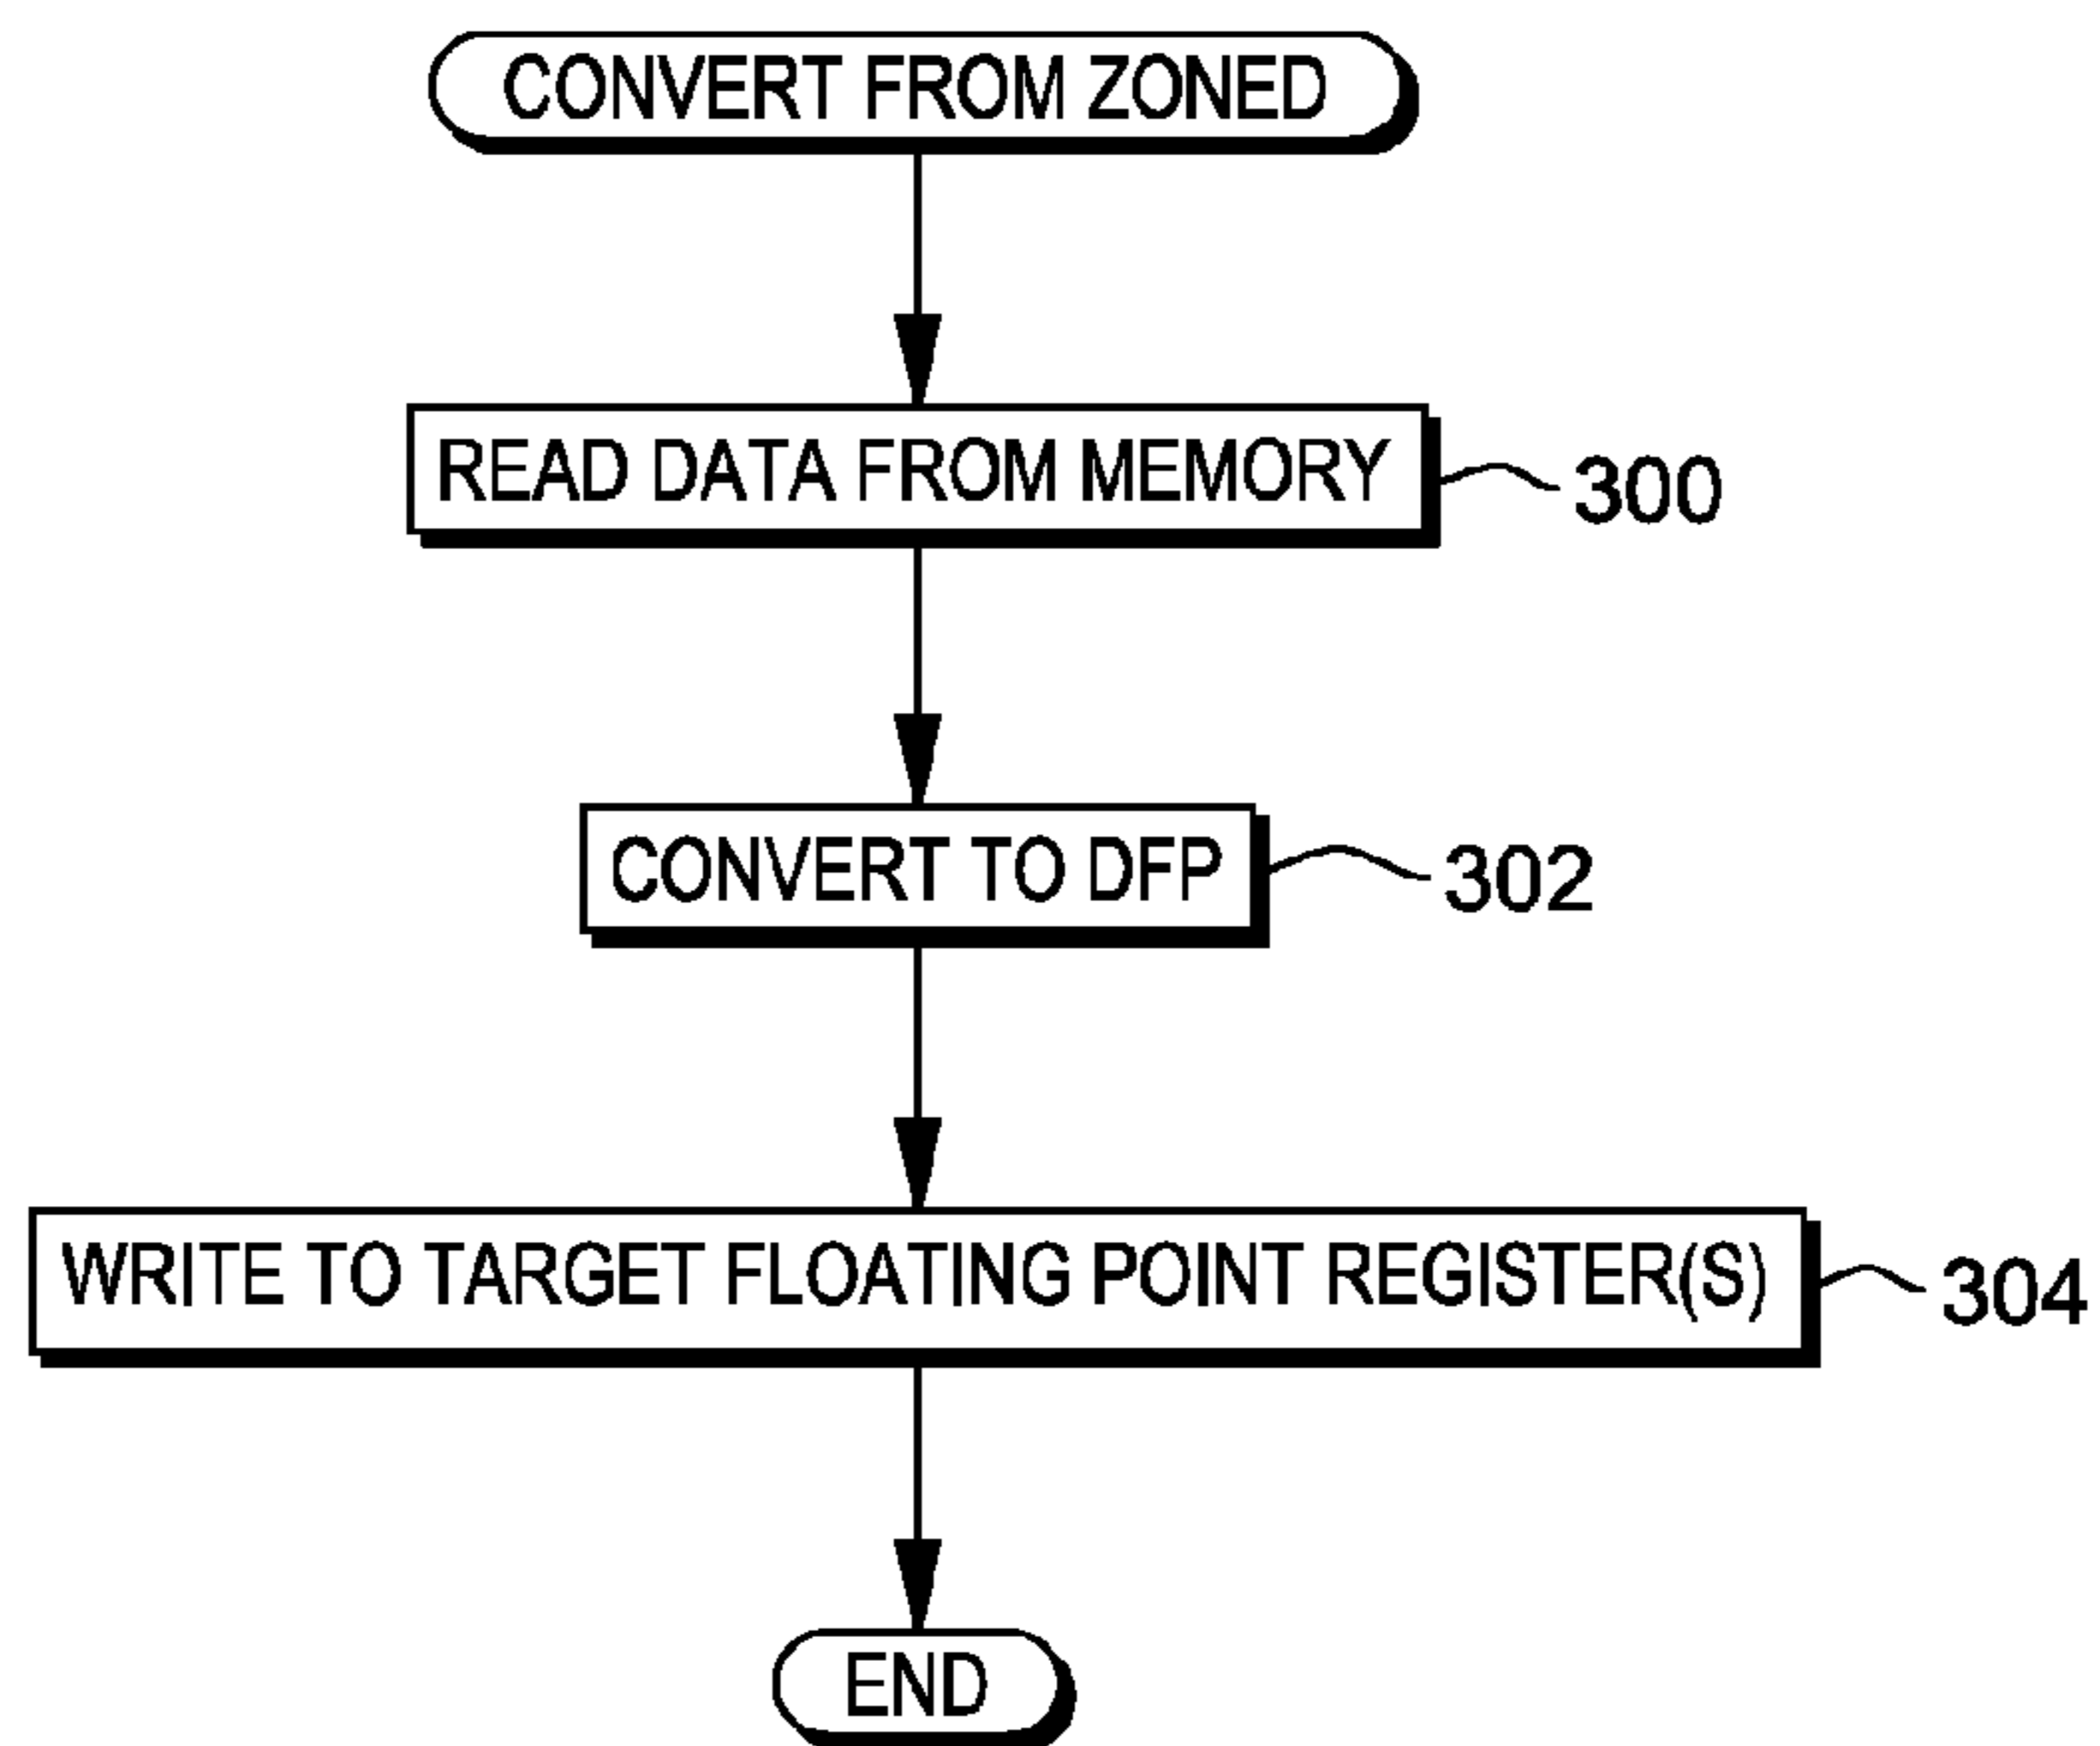 CONVERT FROM ZONED
READ DATA FROM MEMORY 300
CONVERT TO DFP 302
WRITE TO TARGET FLOATING POINT REGISTER(S) 304
END